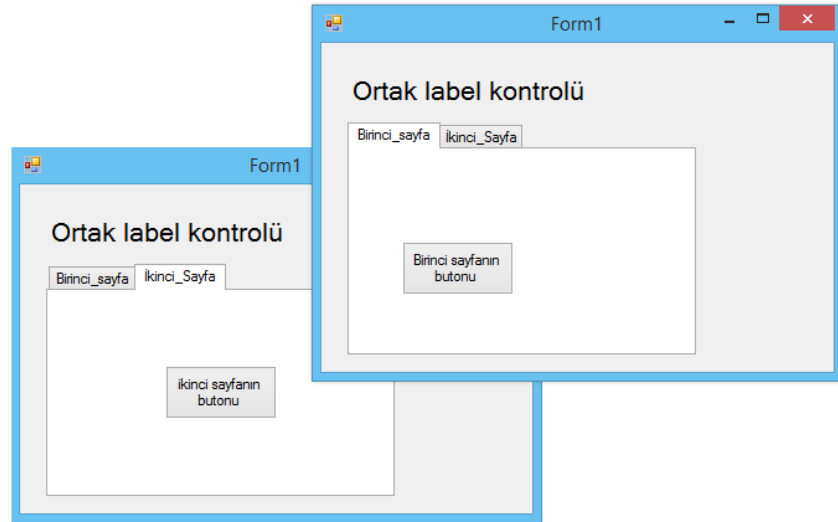 Form1
Ortak label kontrolü
Birinci_sayfa İkinci_Sayfa
Birinci sayfanın
butonu
Form1
Ortak label kontrolü
Birinci_sayfa İkinci_Sayfa
ikinci sayfanın
butonu